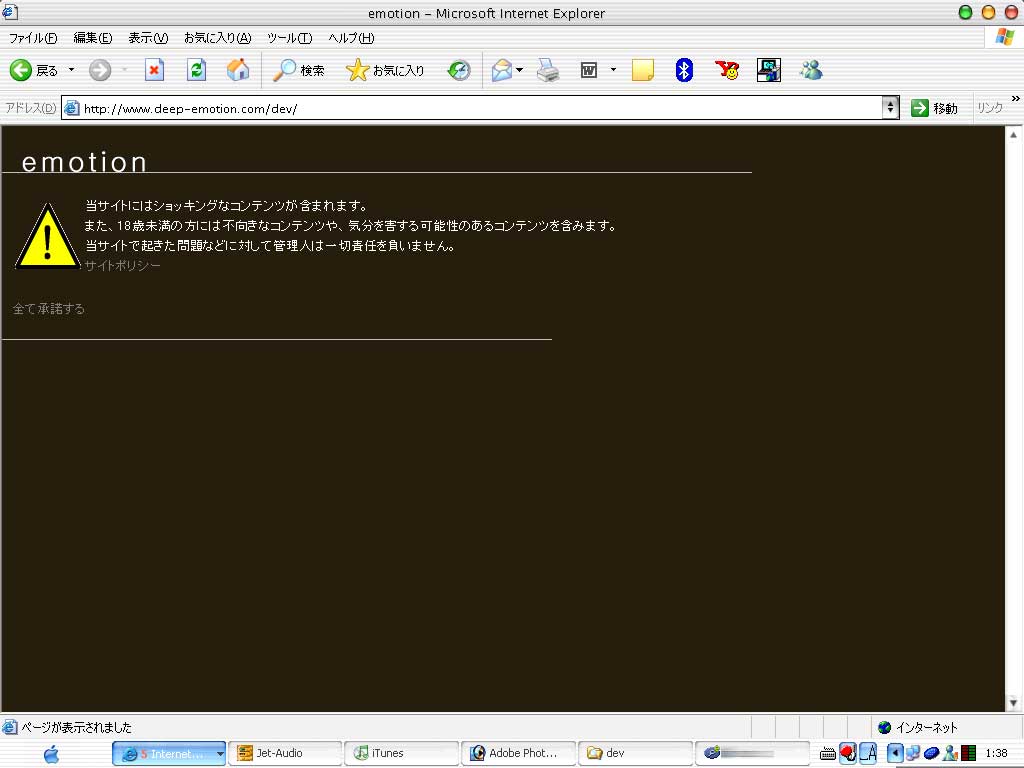 emotion – Microsoft Internet Explorer
ファイル(F) 編集(E) 表示(V) お気に入り(A) ツール(T) ヘルプ(H)
戻る 検索 お気に入り
アドレス(D) http://www.deep-emotion.com/dev/ 移動 リンク »
emotion
当サイトにはショッキングなコンテンツが含まれます。
また、18歳未満の方には不向きなコンテンツや、気分を害する可能性のあるコンテンツを含みます。
当サイトで起きた問題などに対して管理人は一切責任を負いません。
サイトポリシー
全て承諾する
ページが表示されました インターネット
5 Internet... Jet-Audio iTunes Adobe Phot... dev A 1:38